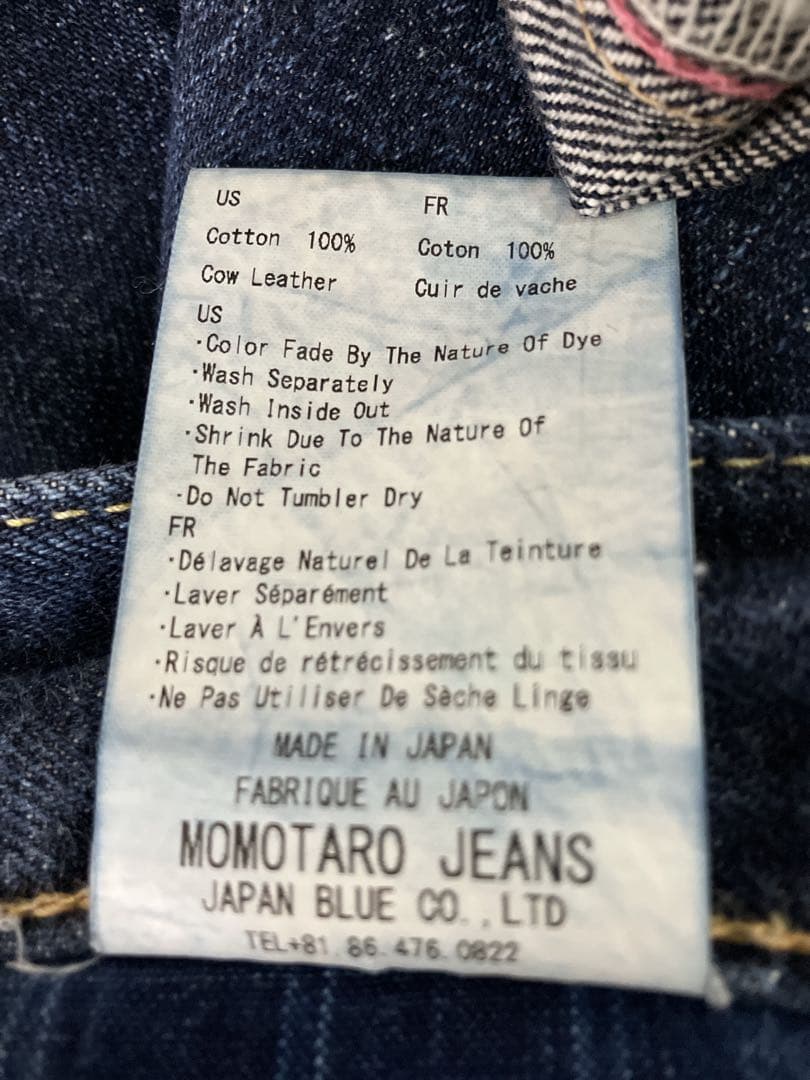 US FR
Cotton 100% Coton 100%
Cow Leather Cuir de vache
US
·Color Fade By The Nature Of Dye
·Wash Separately
·Wash Inside Out
·Shrink Due To The Nature Of
The Fabric
·Do Not Tumbler Dry
FR
·Délavage Naturel De La Teinture
·Laver Séparément
·Laver À L'Envers
·Risque de rétrécissement du tissu
·Ne Pas Utiliser De Sèche Linge
MADE IN JAPAN
FABRIQUE AU JAPON
MOMOTARO JEANS
JAPAN BLUE CO.,LTD
TEL+81.86.476.0822